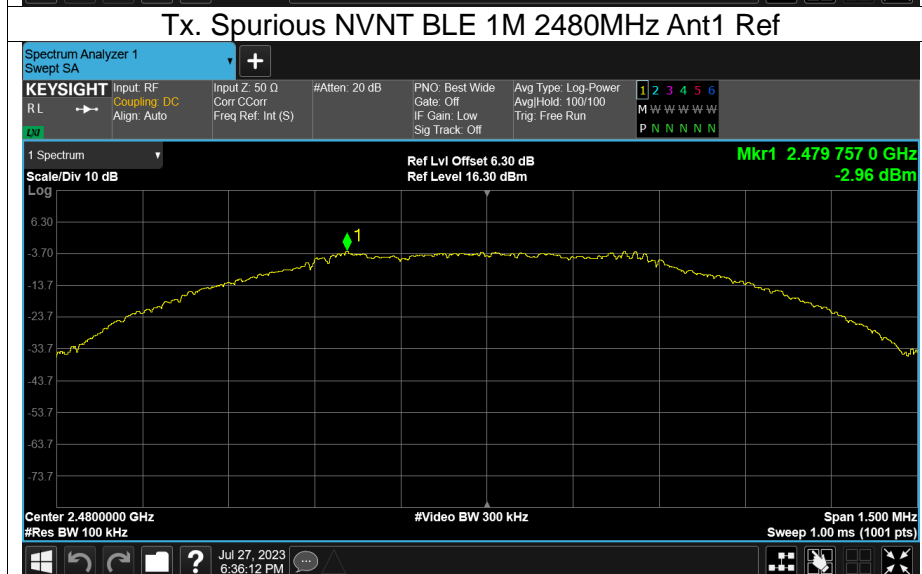 Tx. Spurious NVNT BLE 1M 2480MHz Ant1 Ref
Spectrum Analyzer 1
Swept SA
+
KEYSIGHT
R L
LXI
Input: RF
Coupling: DC
Align: Auto
Input Z: 50 Ω
Corr CCorr
Freq Ref: Int (S)
#Atten: 20 dB
PNO: Best Wide
Gate: Off
IF Gain: Low
Sig Track: Off
Avg Type: Log-Power
Avg|Hold: 100/100
Trig: Free Run
1 2 3 4 5 6
M W W W W W
P N N N N N
1 Spectrum
Scale/Div 10 dB
Log
Ref Lvl Offset 6.30 dB
Ref Level 16.30 dBm
Mkr1 2.479 757 0 GHz
-2.96 dBm
6.30
1
-3.70
-13.7
-23.7
-33.7
-43.7
-53.7
-63.7
-73.7
Center 2.4800000 GHz
#Video BW 300 kHz
Span 1.500 MHz
#Res BW 100 kHz
Sweep 1.00 ms (1001 pts)
?
Jul 27, 2023
6:36:12 PM